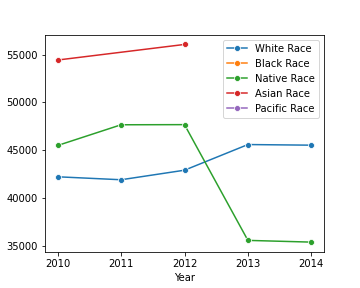 55000
50000
45000
40000
35000
2010 2011 2012 2013 2014
Year
White Race
Black Race
Native Race
Asian Race
Pacific Race